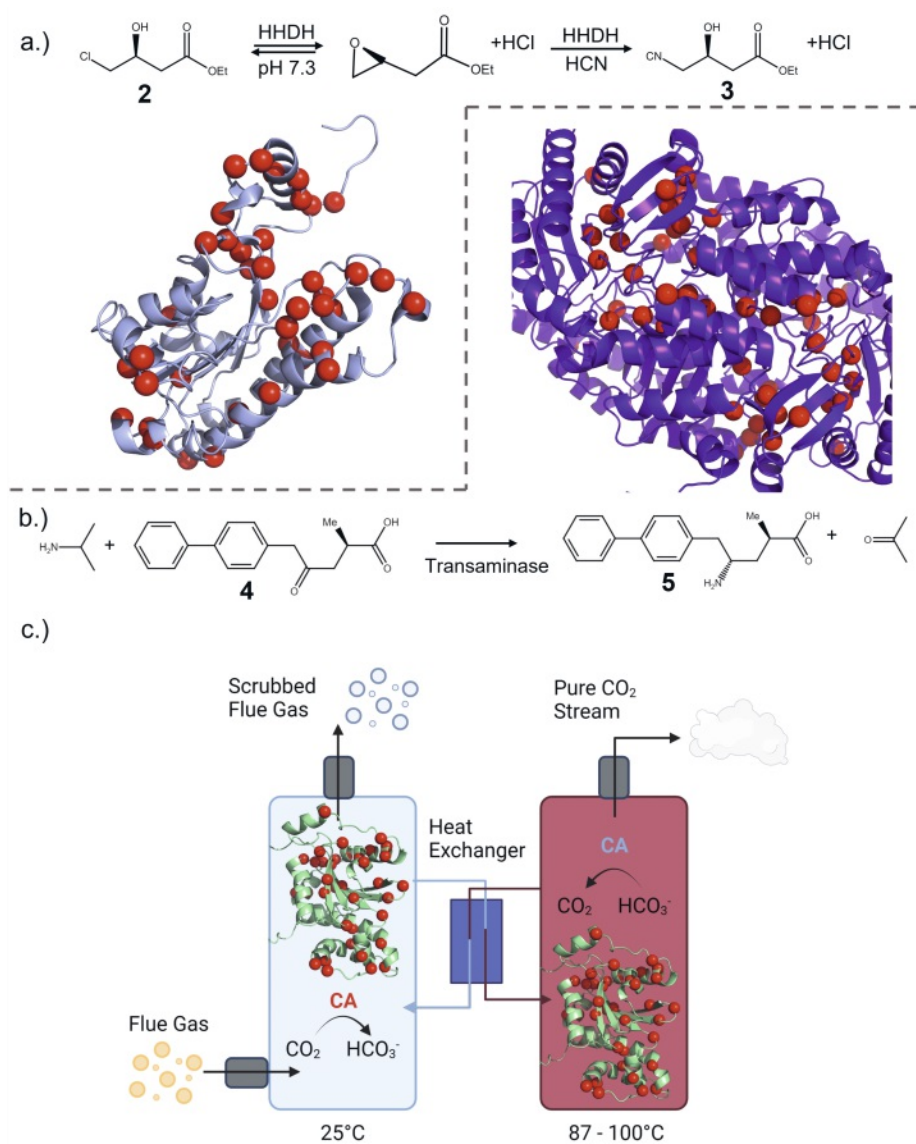 a.)
OH
O
Cl
OEt
2
HHDH
pH 7.3
O
O
OEt
+HCl
HHDH
HCN
OH
O
CN
OEt
3
+HCl
b.)
H₂N
+
Me
OH
O
O
4
Transaminase
Me
OH
O
H₂N
5
+
O
c.)
Scrubbed
Flue Gas
Pure CO₂
Stream
Heat
Exchanger
CA
CO₂ HCO₃⁻
CA
Flue Gas
CO₂ HCO₃⁻
25°C
87 - 100°C